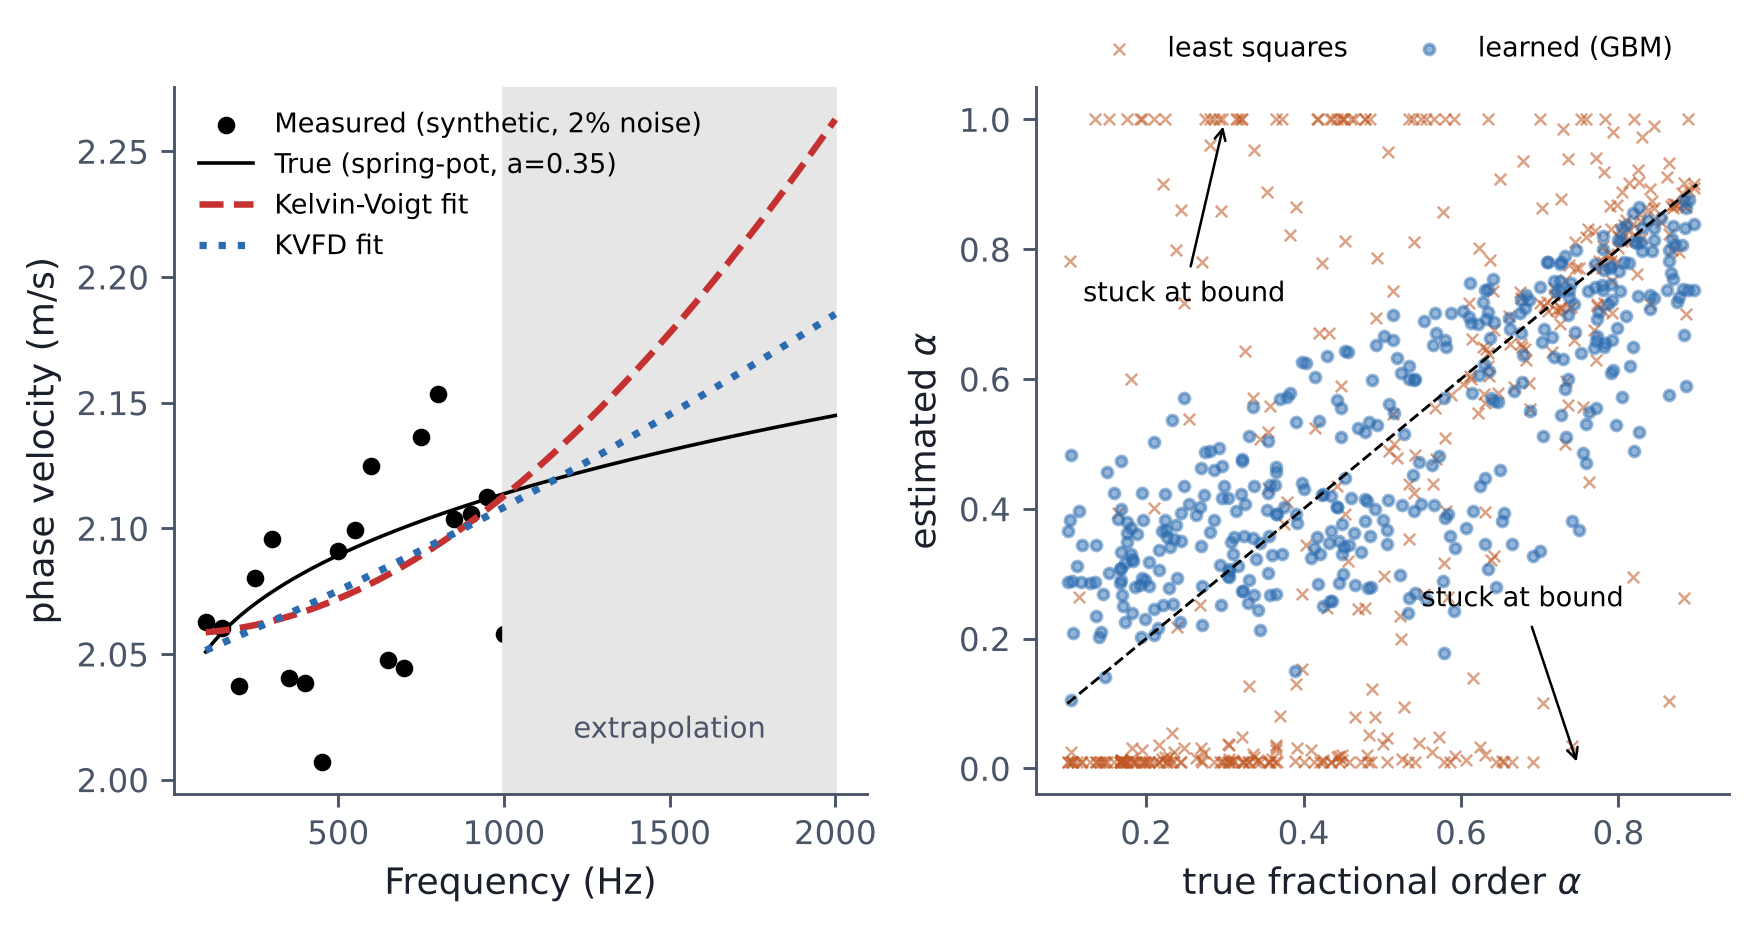 least squares
learned (GBM)
Measured (synthetic, 2% noise)
True (spring-pot, a=0.35)
Kelvin-Voigt fit
KVFD fit
2.25
2.20
2.15
2.10
2.05
2.00
phase velocity (m/s)
extrapolation
500
1000
1500
2000
Frequency (Hz)
1.0
0.8
0.6
0.4
0.2
0.0
estimated α
stuck at bound
stuck at bound
0.2
0.4
0.6
0.8
true fractional order α